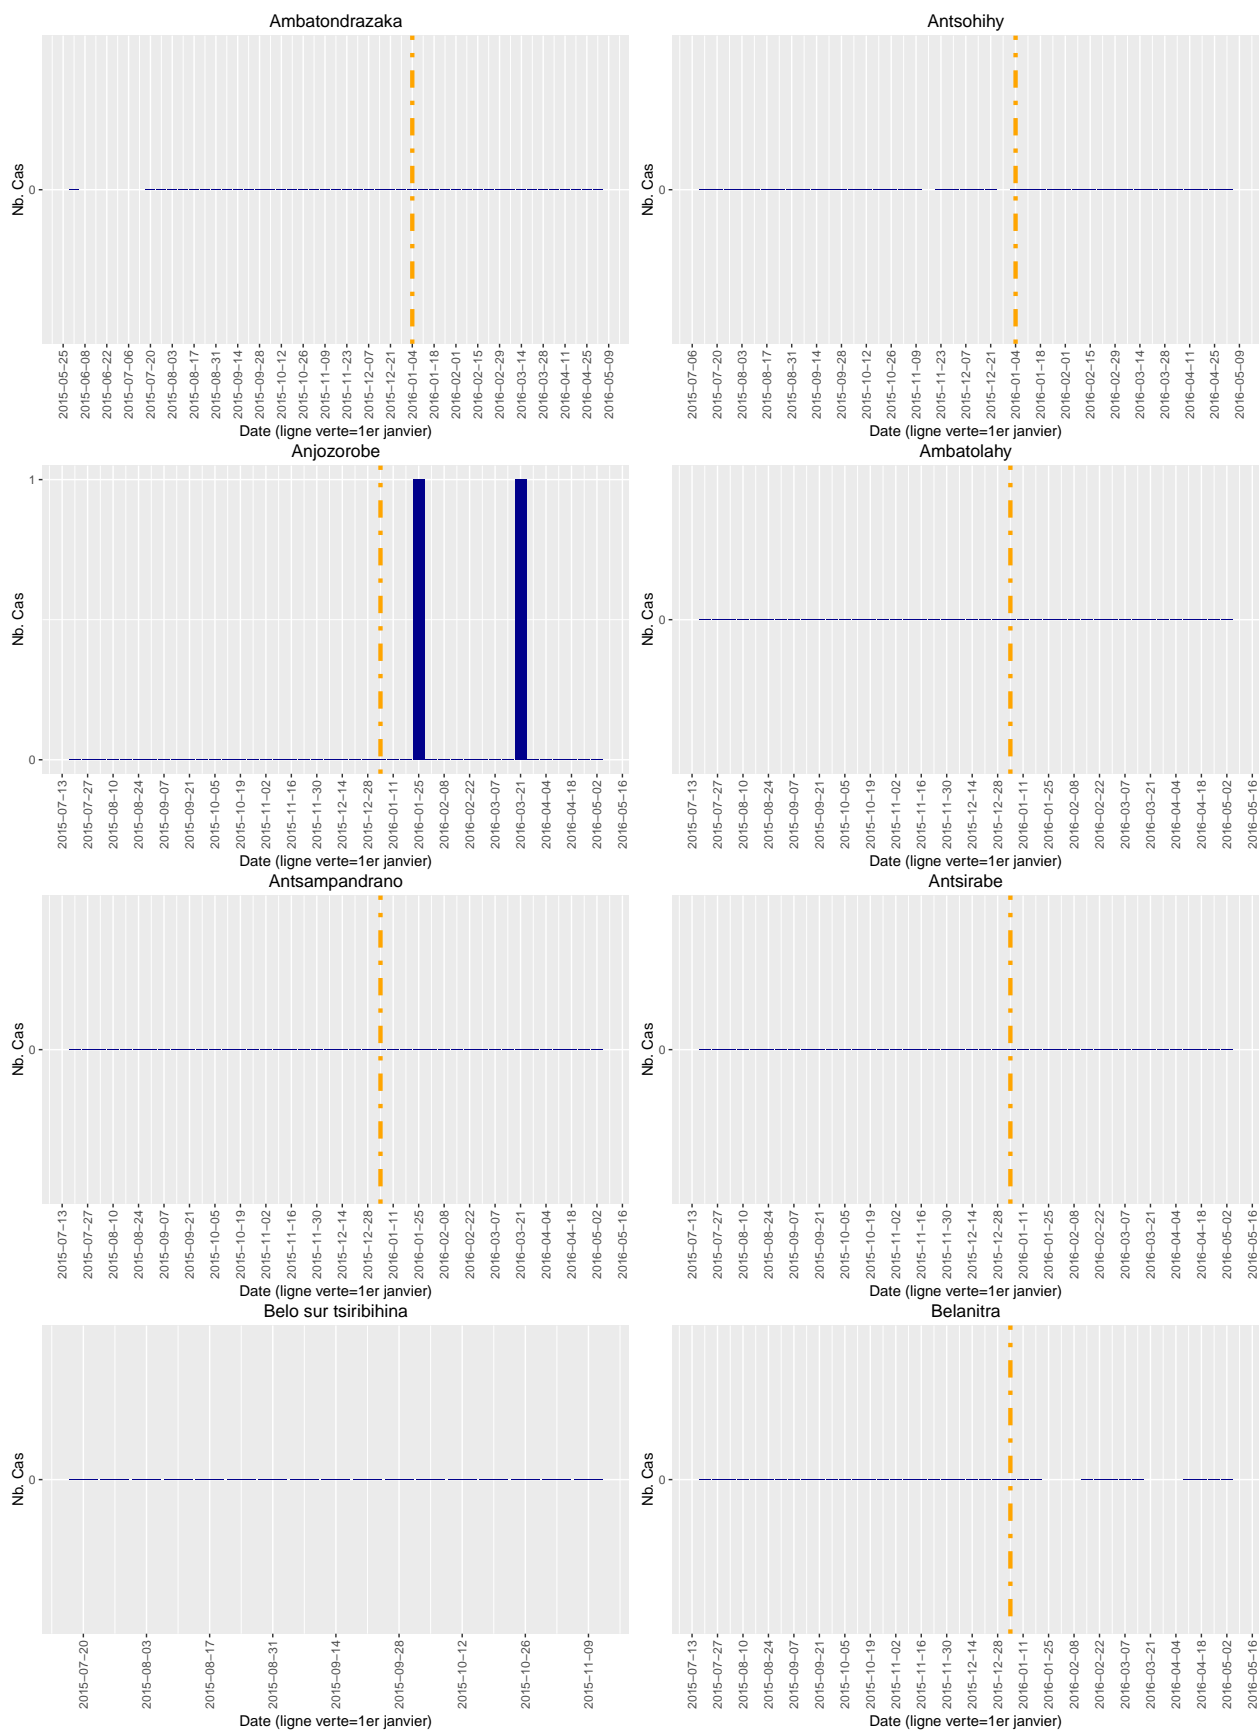 Ambatondrazaka
Nb. Cas
0
2015−05−25 2015−06−08 2015−06−22 2015−07−06 2015−07−20 2015−08−03 2015−08−17 2015−08−31 2015−09−14 2015−09−28 2015−10−12 2015−10−26 2015−11−09 2015−11−23 2015−12−07 2015−12−21 2016−01−04 2016−01−18 2016−02−01 2016−02−15 2016−02−29 2016−03−14 2016−03−28 2016−04−11 2016−04−25 2016−05−09
Date (ligne verte=1er janvier)
Antsohihy
Nb. Cas
0
2015−07−06 2015−07−20 2015−08−03 2015−08−17 2015−08−31 2015−09−14 2015−09−28 2015−10−12 2015−10−26 2015−11−09 2015−11−23 2015−12−07 2015−12−21 2016−01−04 2016−01−18 2016−02−01 2016−02−15 2016−02−29 2016−03−14 2016−03−28 2016−04−11 2016−04−25 2016−05−09
Date (ligne verte=1er janvier)
Anjozorobe
Nb. Cas
1
0
2015−07−13 2015−07−27 2015−08−10 2015−08−24 2015−09−07 2015−09−21 2015−10−05 2015−10−19 2015−11−02 2015−11−16 2015−11−30 2015−12−14 2015−12−28 2016−01−11 2016−01−25 2016−02−08 2016−02−22 2016−03−07 2016−03−21 2016−04−04 2016−04−18 2016−05−02 2016−05−16
Date (ligne verte=1er janvier)
Ambatolahy
Nb. Cas
0
2015−07−13 2015−07−27 2015−08−10 2015−08−24 2015−09−07 2015−09−21 2015−10−05 2015−10−19 2015−11−02 2015−11−16 2015−11−30 2015−12−14 2015−12−28 2016−01−11 2016−01−25 2016−02−08 2016−02−22 2016−03−07 2016−03−21 2016−04−04 2016−04−18 2016−05−02 2016−05−16
Date (ligne verte=1er janvier)
Antsampandrano
Nb. Cas
0
2015−07−13 2015−07−27 2015−08−10 2015−08−24 2015−09−07 2015−09−21 2015−10−05 2015−10−19 2015−11−02 2015−11−16 2015−11−30 2015−12−14 2015−12−28 2016−01−11 2016−01−25 2016−02−08 2016−02−22 2016−03−07 2016−03−21 2016−04−04 2016−04−18 2016−05−02 2016−05−16
Date (ligne verte=1er janvier)
Antsirabe
Nb. Cas
0
2015−07−13 2015−07−27 2015−08−10 2015−08−24 2015−09−07 2015−09−21 2015−10−05 2015−10−19 2015−11−02 2015−11−16 2015−11−30 2015−12−14 2015−12−28 2016−01−11 2016−01−25 2016−02−08 2016−02−22 2016−03−07 2016−03−21 2016−04−04 2016−04−18 2016−05−02 2016−05−16
Date (ligne verte=1er janvier)
Belo sur tsiribihina
Nb. Cas
0
2015−07−20 2015−08−03 2015−08−17 2015−08−31 2015−09−14 2015−09−28 2015−10−12 2015−10−26 2015−11−09
Date (ligne verte=1er janvier)
Belanitra
Nb. Cas
0
2015−07−13 2015−07−27 2015−08−10 2015−08−24 2015−09−07 2015−09−21 2015−10−05 2015−10−19 2015−11−02 2015−11−16 2015−11−30 2015−12−14 2015−12−28 2016−01−11 2016−01−25 2016−02−08 2016−02−22 2016−03−07 2016−03−21 2016−04−04 2016−04−18 2016−05−02 2016−05−16
Date (ligne verte=1er janvier)